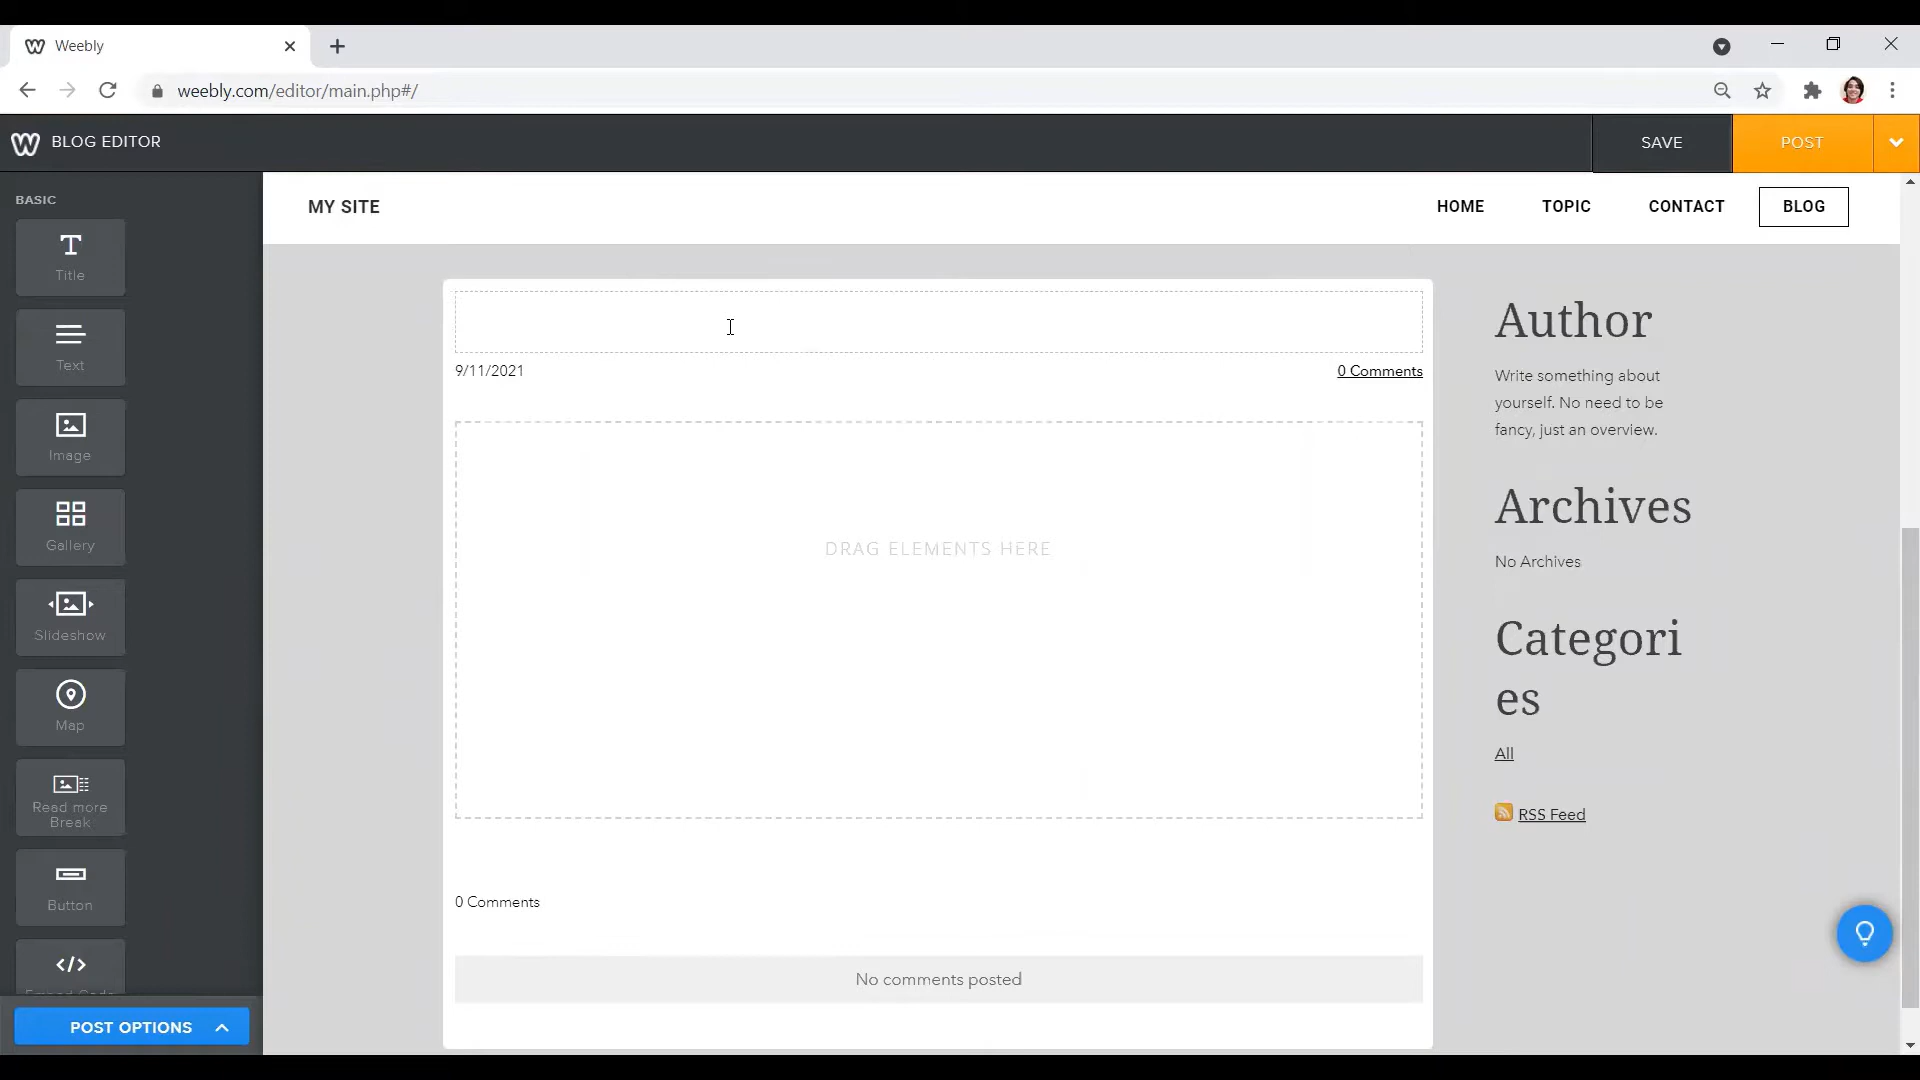 Weebly
weebly.com/editor/main.php#/
BLOG EDITOR
SAVE
POST
BASIC
Title
Text
Image
Gallery
Slideshow
Map
Read more
Break
Button
Embed Code
POST OPTIONS
MY SITE
HOME
TOPIC
CONTACT
BLOG
9/11/2021
0 Comments
DRAG ELEMENTS HERE
0 Comments
No comments posted
Author
Write something about
yourself. No need to be
fancy, just an overview.
Archives
No Archives
Categori
es
All
RSS Feed